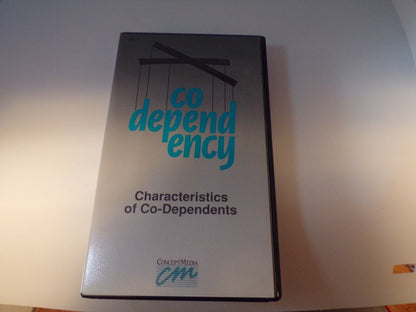 co
depend
ency
Characteristics
of Co-Dependents
CONCEPT MEDIA
cm